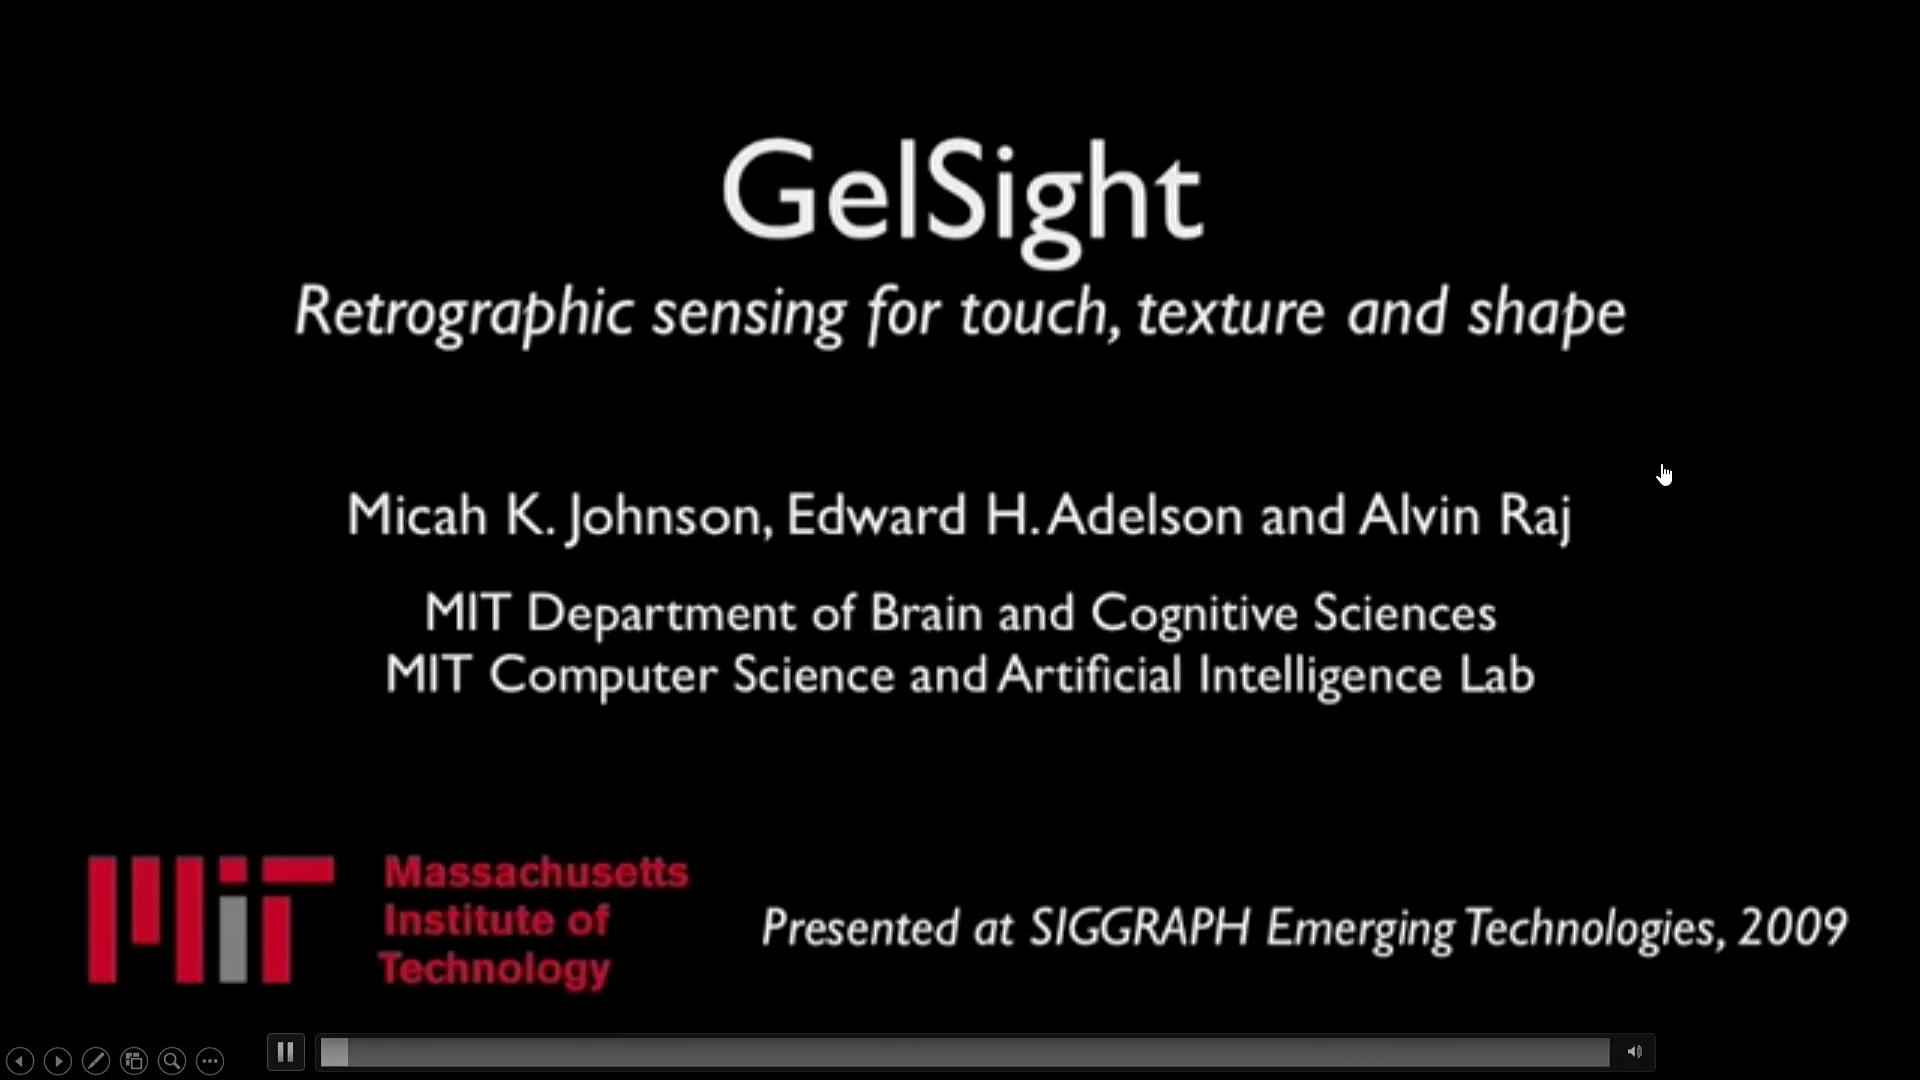 GelSight
Retrographic sensing for touch, texture and shape
Micah K. Johnson, Edward H. Adelson and Alvin Raj
MIT Department of Brain and Cognitive Sciences
MIT Computer Science and Artificial Intelligence Lab
MIT
Massachusetts
Institute of
Technology
Presented at SIGGRAPH Emerging Technologies, 2009